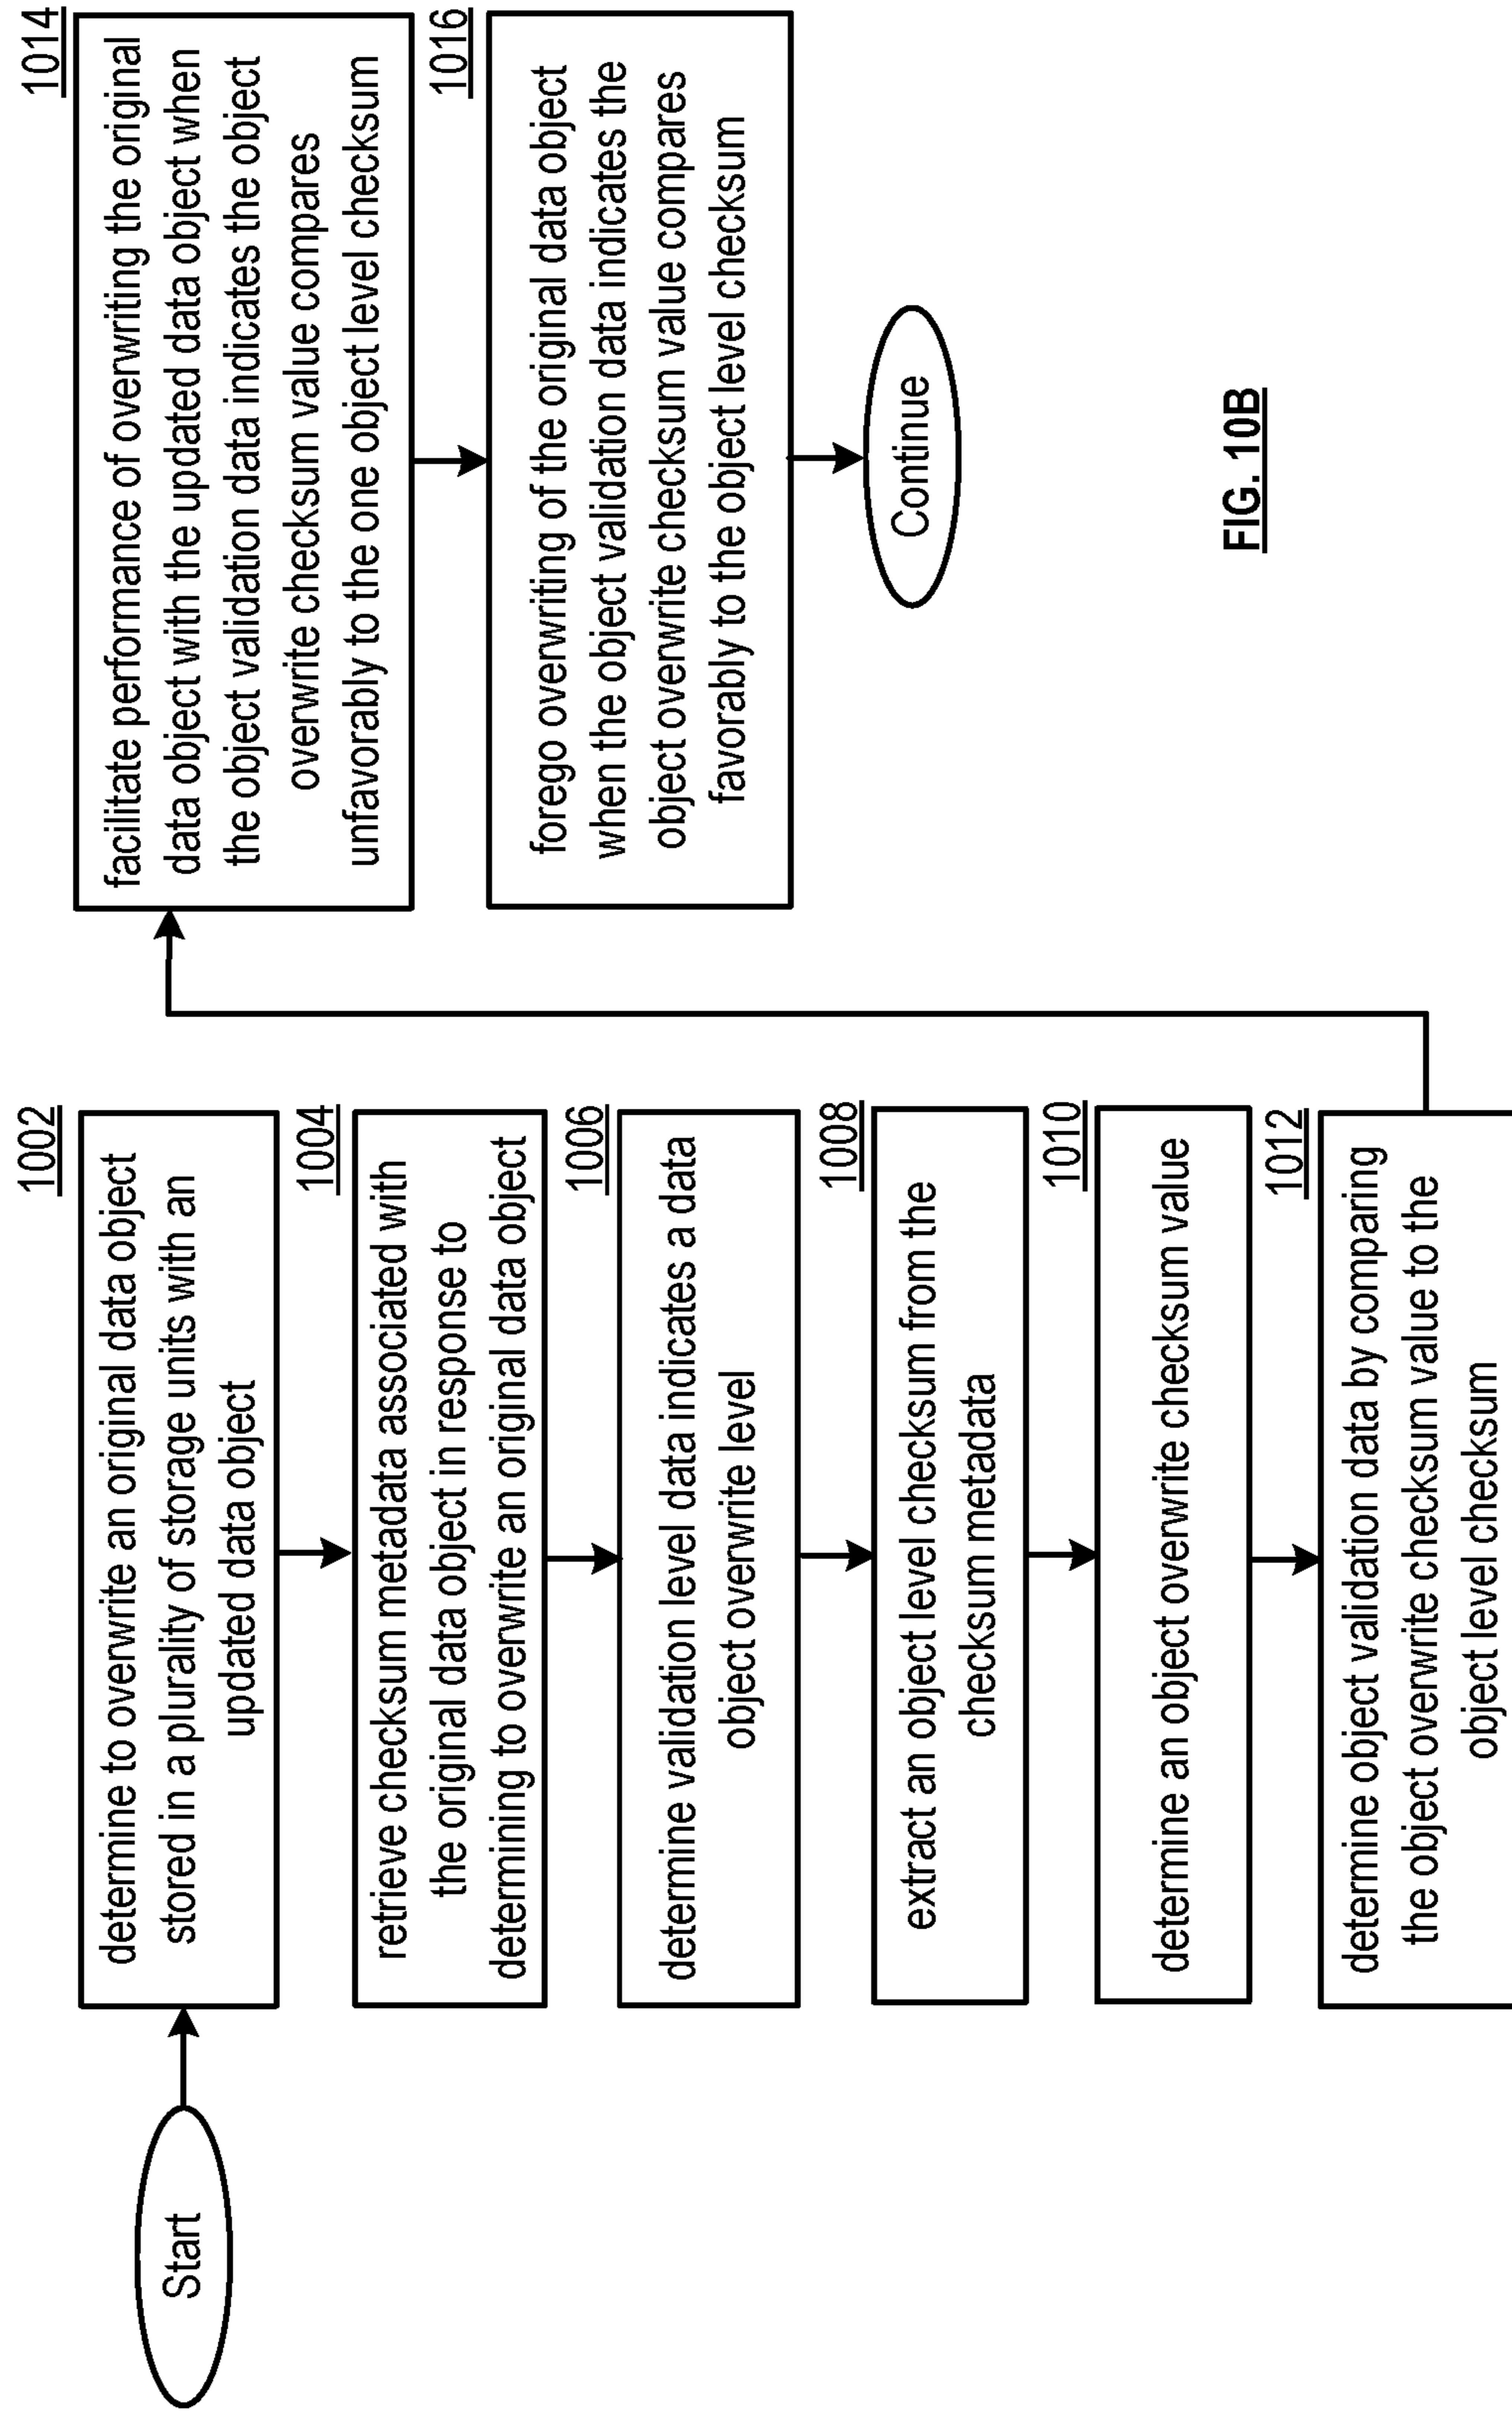 Start
1002
determine to overwrite an original data object
stored in a plurality of storage units with an
updated data object
1004
retrieve checksum metadata associated with
the original data object in response to
determining to overwrite an original data object
1006
determine validation level data indicates a data
object overwrite level
1008
extract an object level checksum from the
checksum metadata
1010
determine an object overwrite checksum value
1012
determine object validation data by comparing
the object overwrite checksum value to the
object level checksum
1014
facilitate performance of overwriting the original
data object with the updated data object when
the object validation data indicates the object
overwrite checksum value compares
unfavorably to the one object level checksum
1016
forego overwriting of the original data object
when the object validation data indicates the
object overwrite checksum value compares
favorably to the object level checksum
Continue
FIG. 10B